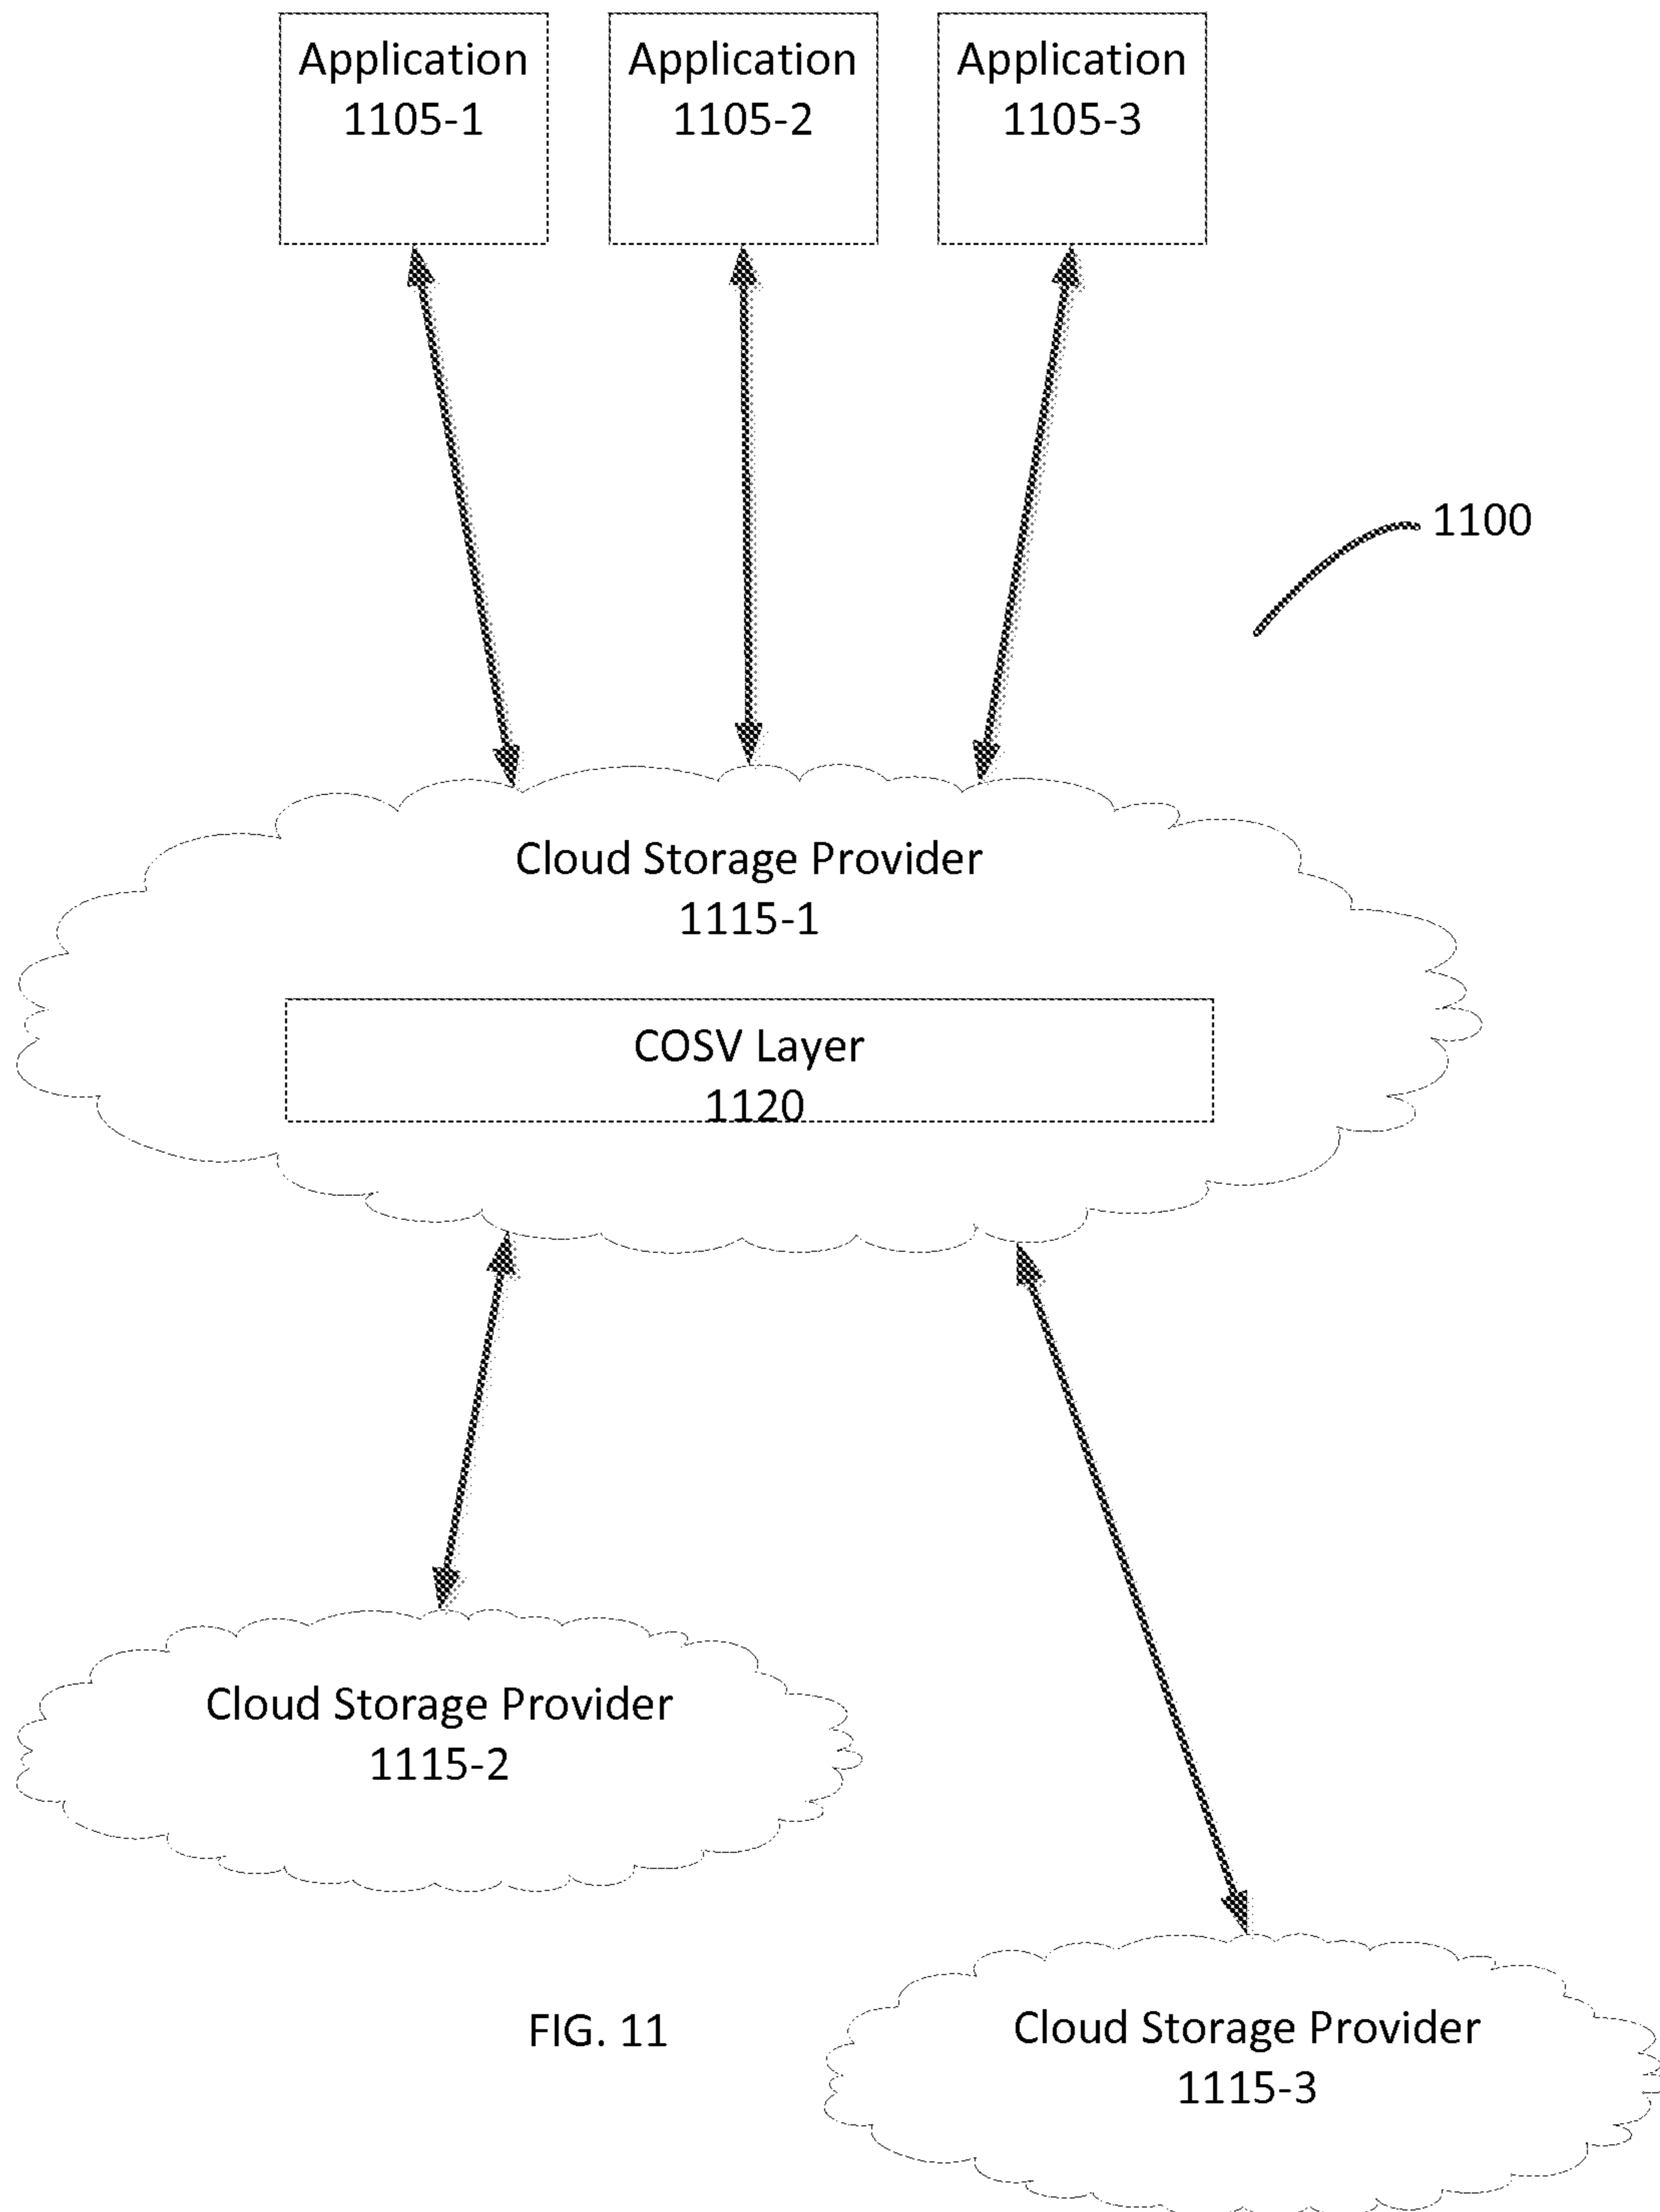 Application
1105-1
Application
1105-2
Application
1105-3
1100
Cloud Storage Provider
1115-1
COSV Layer
1120
Cloud Storage Provider
1115-2
FIG. 11
Cloud Storage Provider
1115-3